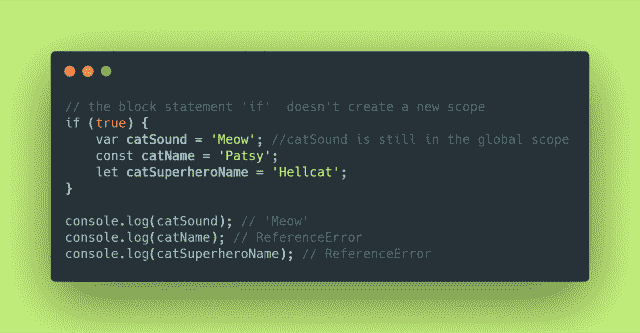 // the block statement 'if'  doesn't create a new scope
if (true) {
    var catSound = 'Meow'; //catSound is still in the global scope
    const catName = 'Patsy';
    let catSuperheroName = 'Hellcat';
}

console.log(catSound); // 'Meow'
console.log(catName); // ReferenceError
console.log(catSuperheroName); // ReferenceError